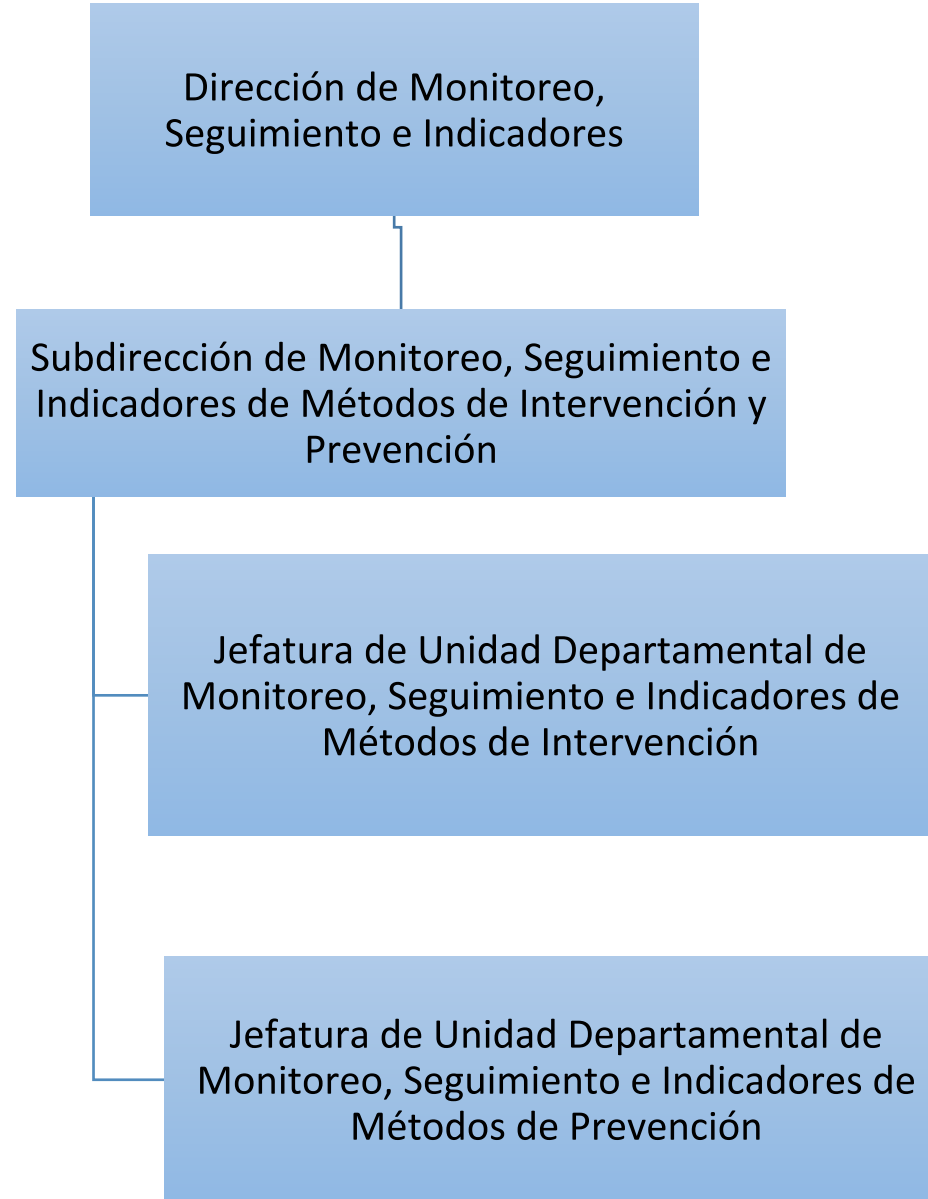 Dirección de Monitoreo,
Seguimiento e Indicadores
Subdirección de Monitoreo, Seguimiento e
Indicadores de Métodos de Intervención y
Prevención
Jefatura de Unidad Departamental de
Monitoreo, Seguimiento e Indicadores de
Métodos de Intervención
Jefatura de Unidad Departamental de
Monitoreo, Seguimiento e Indicadores de
Métodos de Prevención